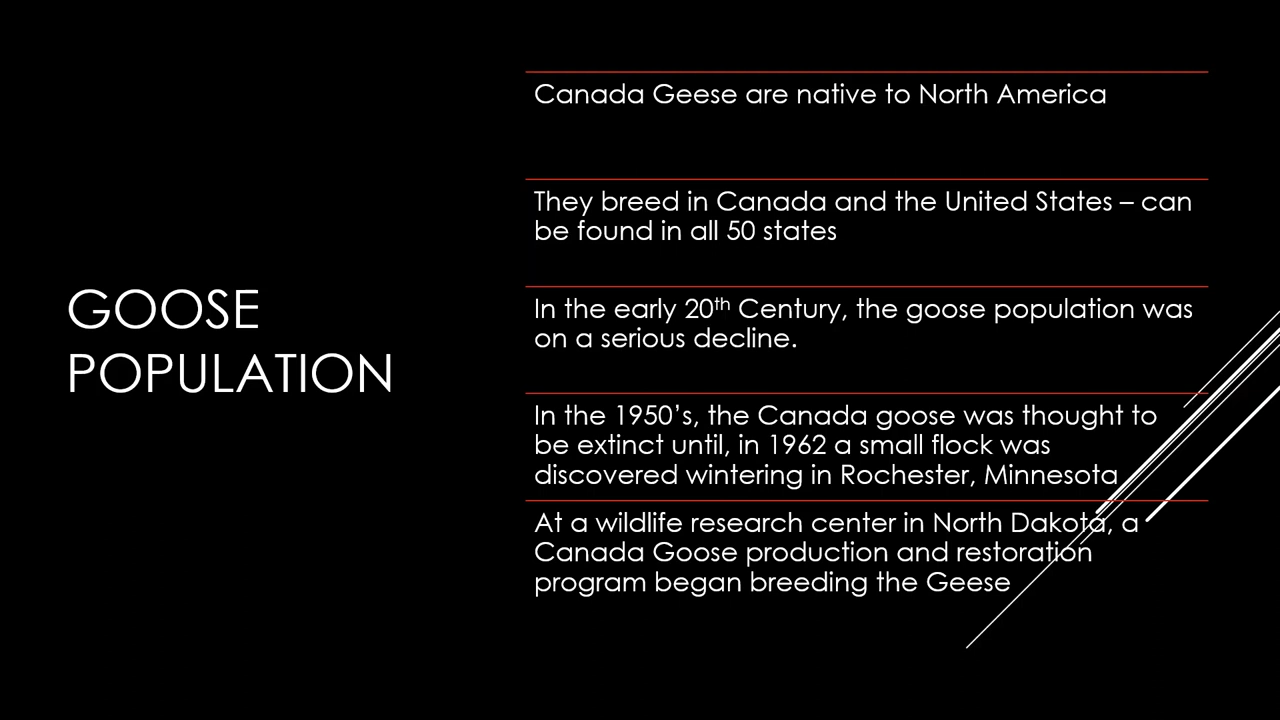 GOOSE
POPULATION
Canada Geese are native to North America
They breed in Canada and the United States – can
be found in all 50 states
In the early 20th Century, the goose population was
on a serious decline.
In the 1950’s, the Canada goose was thought to
be extinct until, in 1962 a small flock was
discovered wintering in Rochester, Minnesota
At a wildlife research center in North Dakota, a
Canada Goose production and restoration
program began breeding the Geese